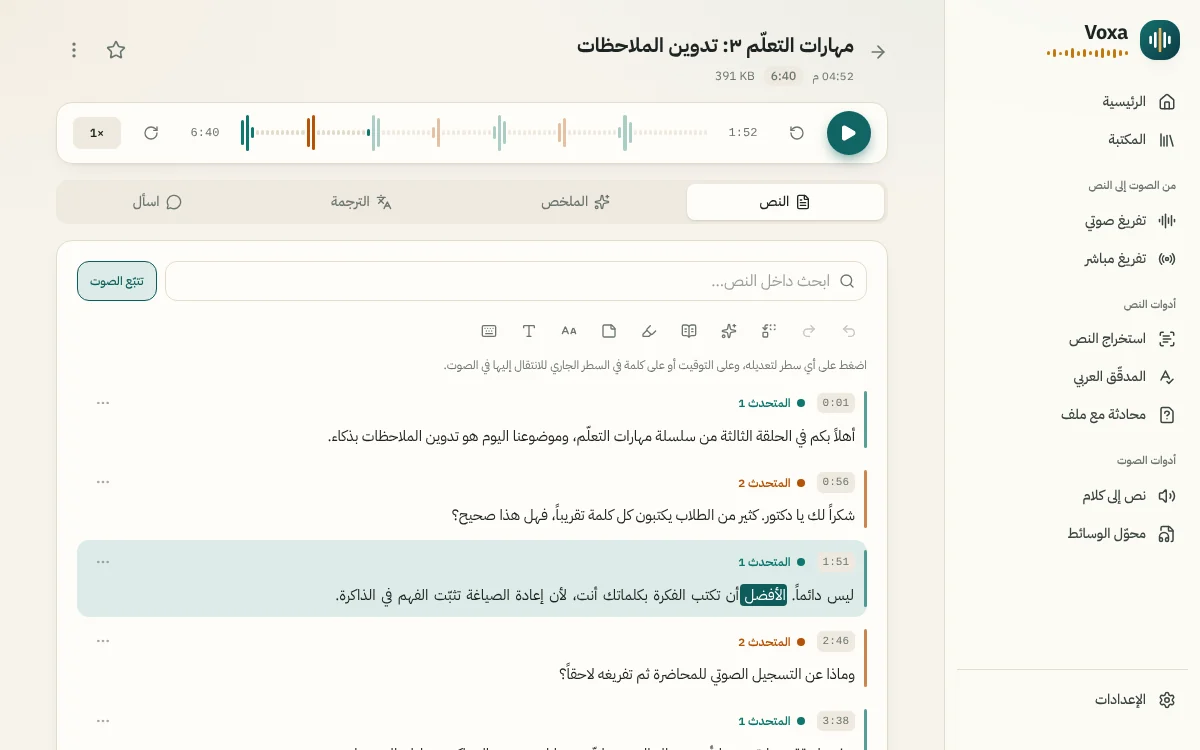 Voxa
الرئيسية
المكتبة
من الصوت إلى النص
تفريغ صوتي
تفريغ مباشر
أدوات النص
استخراج النص
المدقّق العربي
محادثة مع ملف
أدوات الصوت
نص إلى كلام
محوّل الوسائط
الإعدادات
مهارات التعلّم ٣: تدوين الملاحظات
04:52 م 6:40 391 KB
1:52 6:40 1×
النص الملخص الترجمة اسأل
ابحث داخل النص... تتبّع الصوت
اضغط على أي سطر لتعديله، وعلى التوقيت أو على كلمة في السطر الجاري للانتقال إليها في الصوت.
0:01 المتحدث 1
أهلاً بكم في الحلقة الثالثة من سلسلة مهارات التعلّم، وموضوعنا اليوم هو تدوين الملاحظات بذكاء.
0:56 المتحدث 2
شكراً لك يا دكتور. كثير من الطلاب يكتبون كل كلمة تقريباً، فهل هذا صحيح؟
1:51 المتحدث 1
ليس دائماً. الأفضل أن تكتب الفكرة بكلماتك أنت، لأن إعادة الصياغة تثبّت الفهم في الذاكرة.
2:46 المتحدث 2
وماذا عن التسجيل الصوتي للمحاضرة ثم تفريغه لاحقاً؟
3:38 المتحدث 1